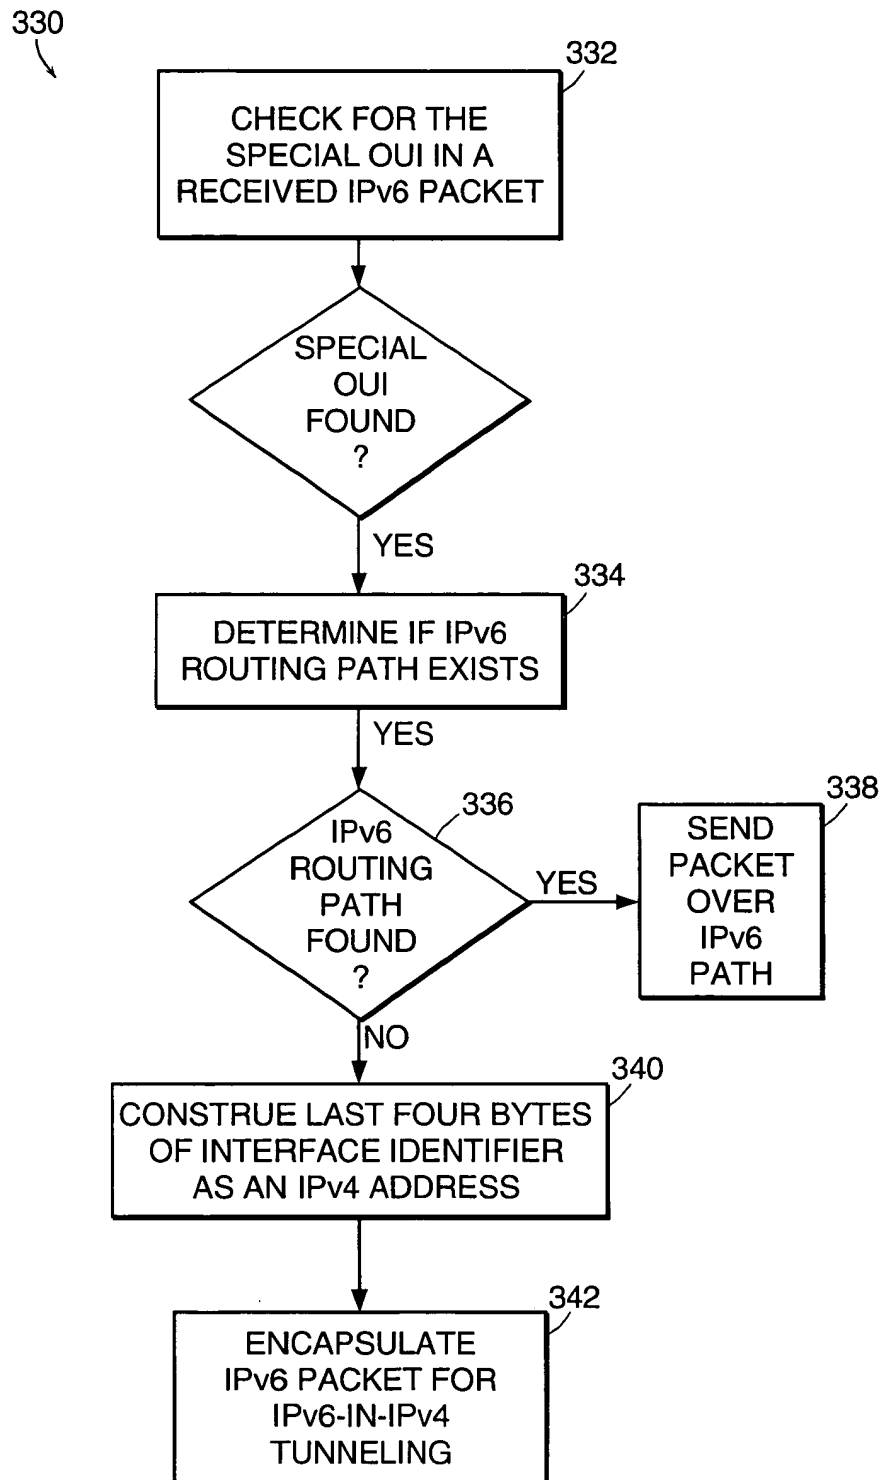 330
332
CHECK FOR THE
SPECIAL OUI IN A
RECEIVED IPv6 PACKET
SPECIAL
OUI
FOUND
?
YES
334
DETERMINE IF IPv6
ROUTING PATH EXISTS
YES
336
IPv6
ROUTING
PATH
FOUND
?
YES
338
SEND
PACKET
OVER
IPv6
PATH
NO
340
CONSTRUE LAST FOUR BYTES
OF INTERFACE IDENTIFIER
AS AN IPv4 ADDRESS
342
ENCAPSULATE
IPv6 PACKET FOR
IPv6-IN-IPv4
TUNNELING